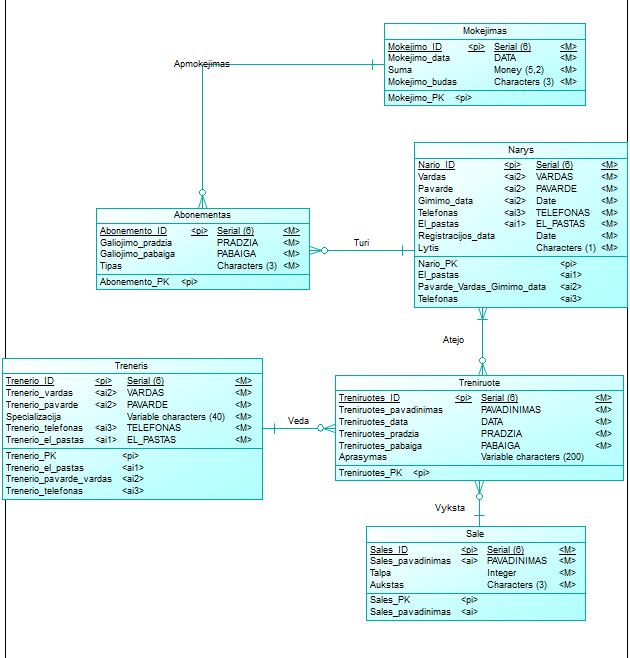 Mokejimas
Mokejimo_ID <pi> Serial (6) <M>
Mokejimo_data DATA <M>
Suma Money (5,2) <M>
Mokejimo_budas Characters (3) <M>
Mokejimo_PK <pi>
Apmokejimas
Narys
Nario_ID <pi> Serial (6) <M>
Vardas <ai2> VARDAS <M>
Pavarde <ai2> PAVARDE <M>
Gimimo_data <ai2> Date <M>
Telefonas <ai3> TELEFONAS <M>
El_pastas <ai1> EL_PASTAS <M>
Registracijos_data Date <M>
Lytis Characters (1) <M>
Nario_PK <pi>
El_pastas <ai1>
Pavarde_Vardas_Gimimo_data <ai2>
Telefonas <ai3>
Abonementas
Abonemento_ID <pi> Serial (6) <M>
Galiojimo_pradzia PRADZIA <M>
Galiojimo_pabaiga PABAIGA <M>
Tipas Characters (3) <M>
Abonemento_PK <pi>
Turi
Atejo
Treneris
Trenerio_ID <pi> Serial (6) <M>
Trenerio_vardas <ai2> VARDAS <M>
Trenerio_pavarde <ai2> PAVARDE <M>
Specializacija Variable characters (40) <M>
Trenerio_telefonas <ai3> TELEFONAS <M>
Trenerio_el_pastas <ai1> EL_PASTAS <M>
Trenerio_PK <pi>
Trenerio_el_pastas <ai1>
Trenerio_pavarde_vardas <ai2>
Trenerio_telefonas <ai3>
Veda
Treniruote
Treniruotes_ID <pi> Serial (6) <M>
Treniruotes_pavadinimas PAVADINIMAS <M>
Treniruotes_data DATA <M>
Treniruotes_pradzia PRADZIA <M>
Treniruotes_pabaiga PABAIGA <M>
Aprasymas Variable characters (200)
Treniruotes_PK <pi>
Vyksta
Sale
Sales_ID <pi> Serial (6) <M>
Sales_pavadinimas <ai> PAVADINIMAS <M>
Talpa Integer <M>
Aukstas Characters (3) <M>
Sales_PK <pi>
Sales_pavadinimas <ai>